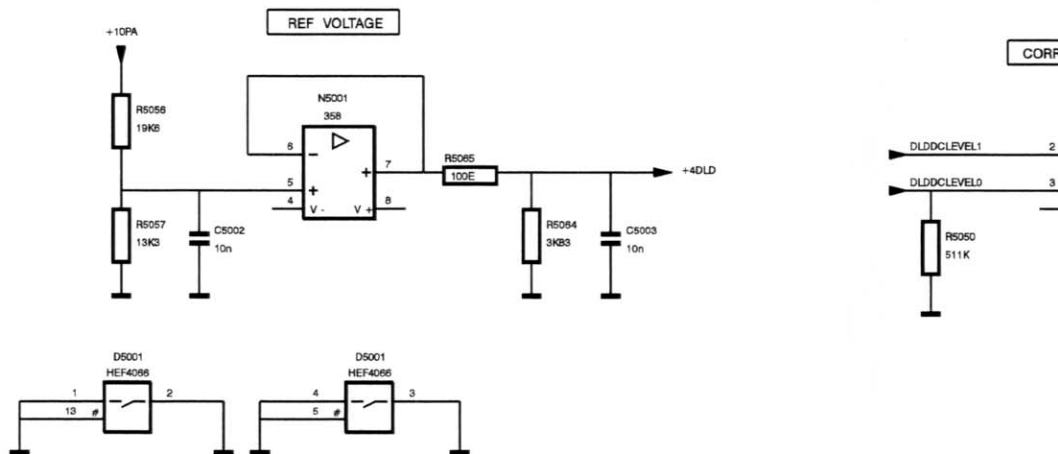 REF VOLTAGE
+10PA
CORR
N5001
358
R5056
19K6
6
7
R5065
100E
+4DLD
DLDDCLEVEL1
2
5
4
V -
V +
8
DLDDCLEVEL0
3
R5057
13K3
C5002
10n
R5064
3K83
C5003
10n
R5050
511K
D5001
HEF4066
1
2
13
#
D5001
HEF4066
4
3
5
#